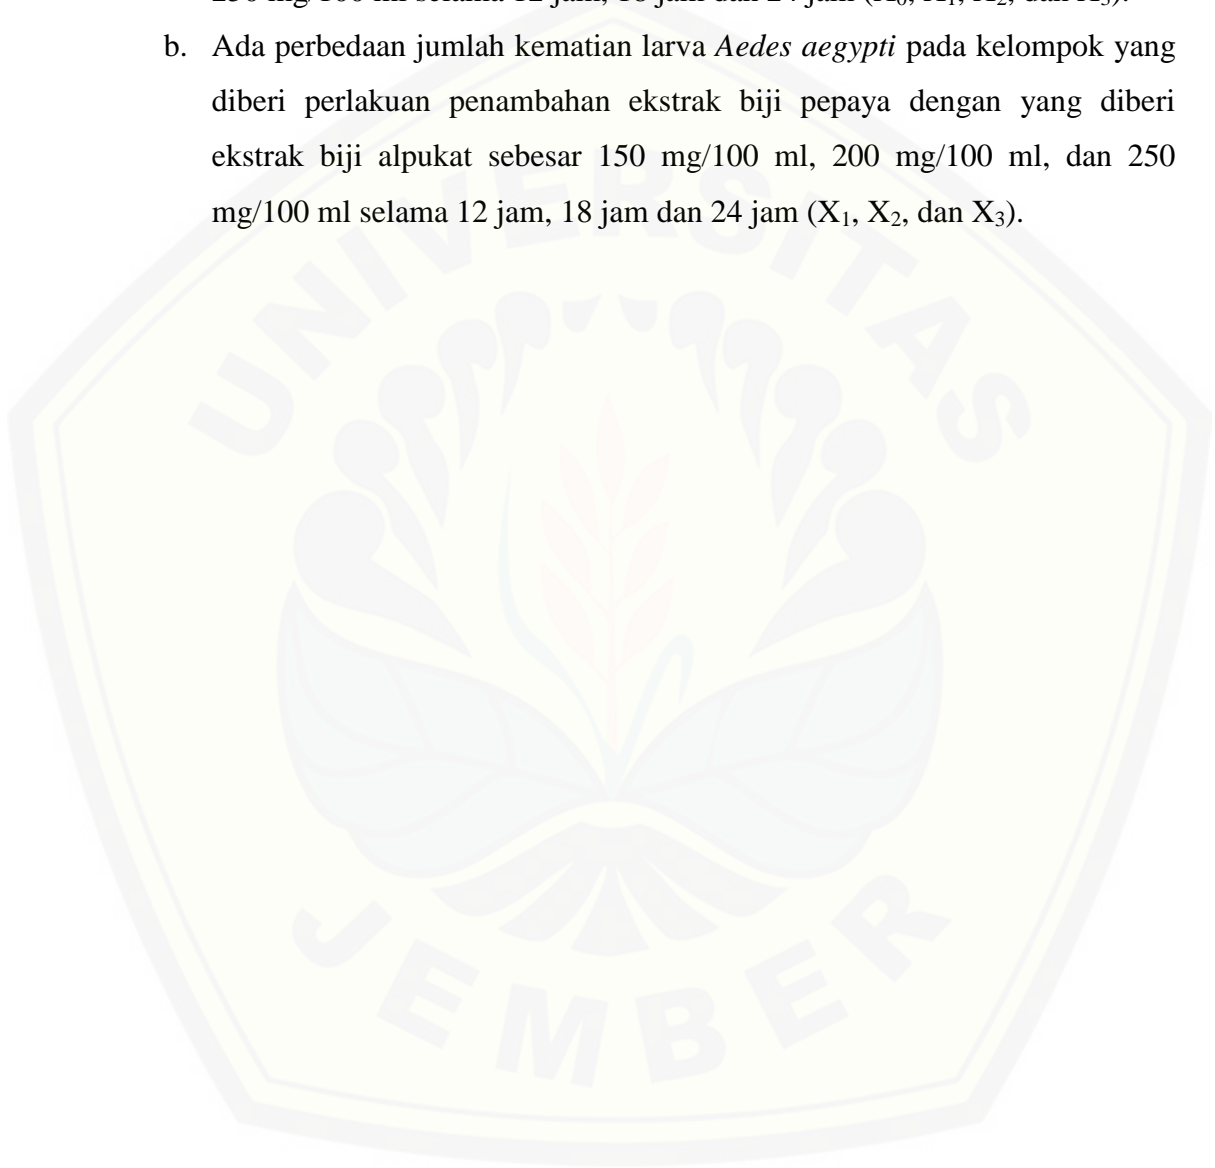 b. Ada perbedaan jumlah kematian larva Aedes aegypti pada kelompok yang
diberi perlakuan penambahan ekstrak biji pepaya dengan yang diberi
ekstrak biji alpukat sebesar 150 mg/100 ml, 200 mg/100 ml, dan 250
mg/100 ml selama 12 jam, 18 jam dan 24 jam (X₁, X₂, dan X₃).
UNIVERSITAS
JEMBER